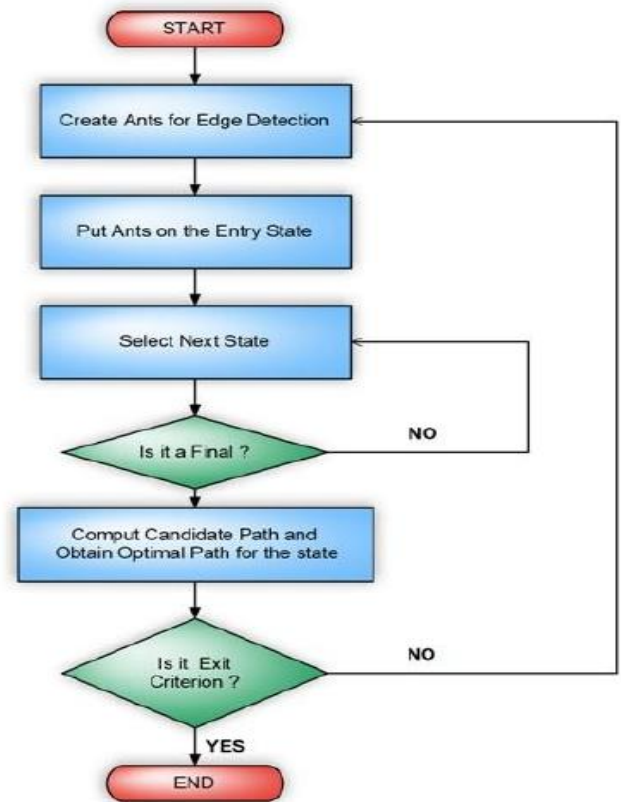 START
Create Ants for Edge Detection
Put Ants on the Entry State
Select Next State
Is it a Final ?
NO
Comput Candidate Path and
Obtain Optimal Path for the state
Is it Exit
Criterion ?
NO
YES
END